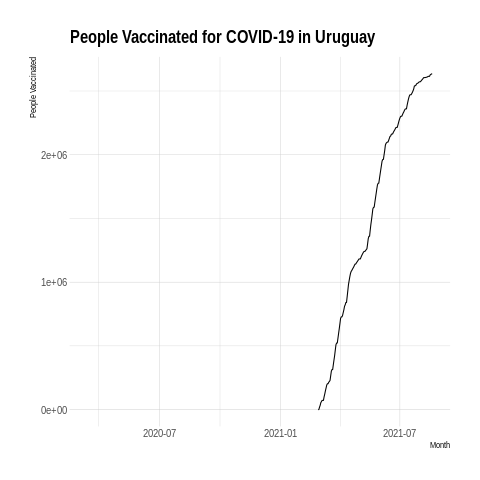 People Vaccinated for COVID-19 in Uruguay
People Vaccinated
2e+06
1e+06
0e+00
2020-07 2021-01 2021-07
Month